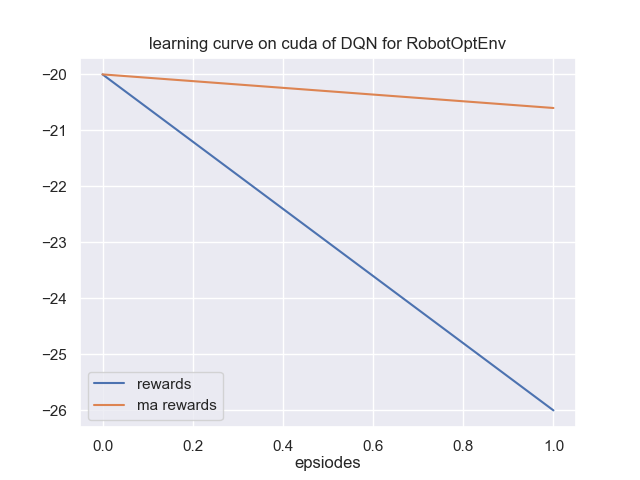 learning curve on cuda of DQN for RobotOptEnv
−20
−21
−22
−23
−24
−25
−26
rewards
ma rewards
0.0 0.2 0.4 0.6 0.8 1.0
epsiodes